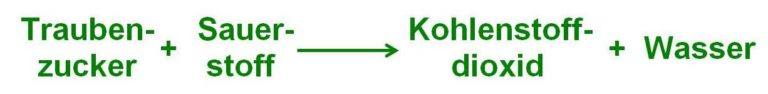 Trauben- + Sauer- → Kohlenstoff- + Wasser
zucker stoff dioxid